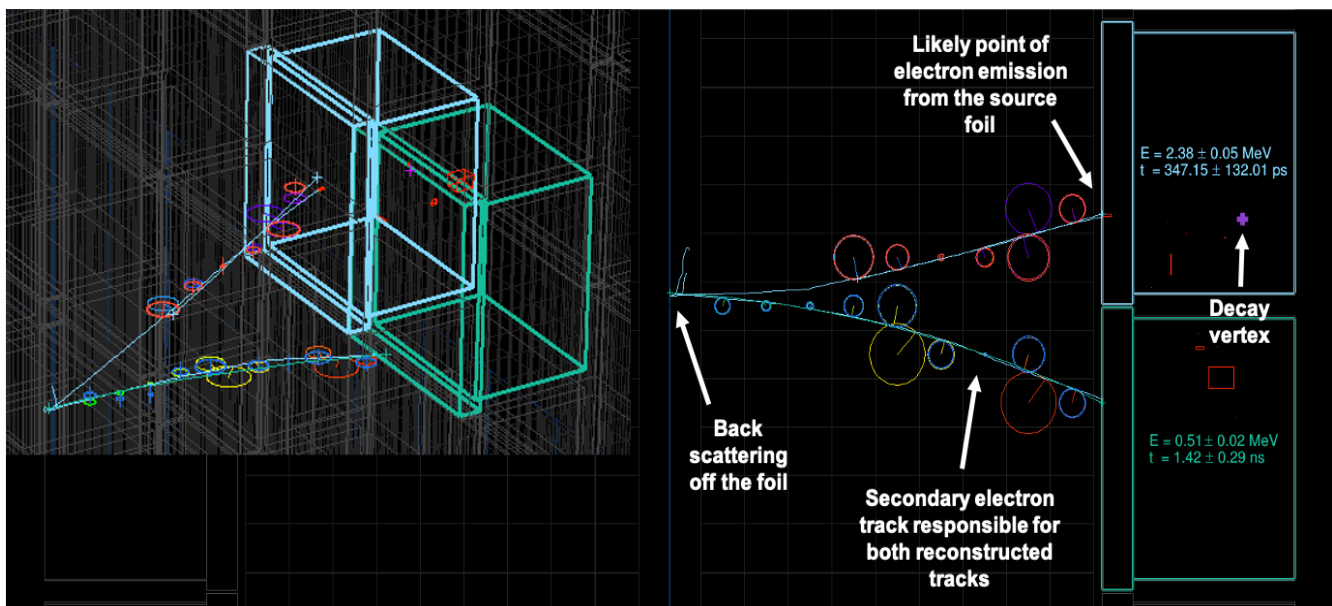 Likely point of
electron emission
from the source
foil
E = 2.38 ± 0.05 MeV
t = 347.15 ± 132.01 ps
Decay
vertex
E = 0.51 ± 0.02 MeV
t = 1.42 ± 0.29 ns
Back
scattering
off the foil
Secondary electron
track responsible for
both reconstructed
tracks